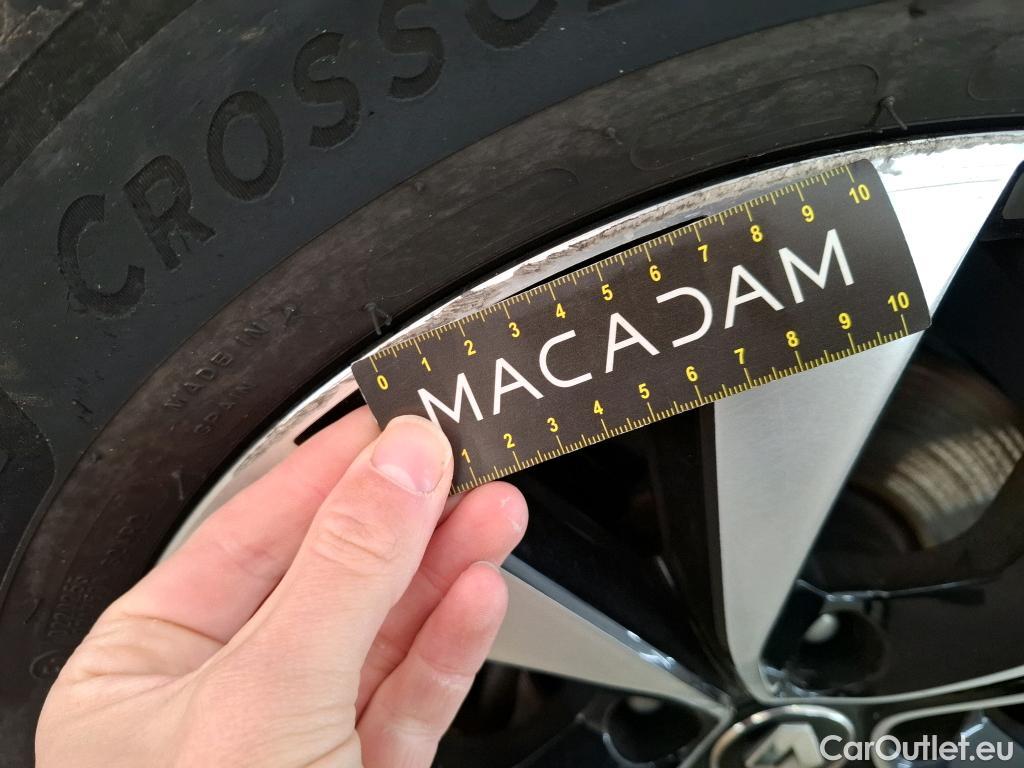 CROSSC
MADE IN
SPAIN
0 1 2 3 4 5 6 7 8 9 10
MACADAM
1 2 3 4 5 6 7 8 9 10
CarOutlet.eu